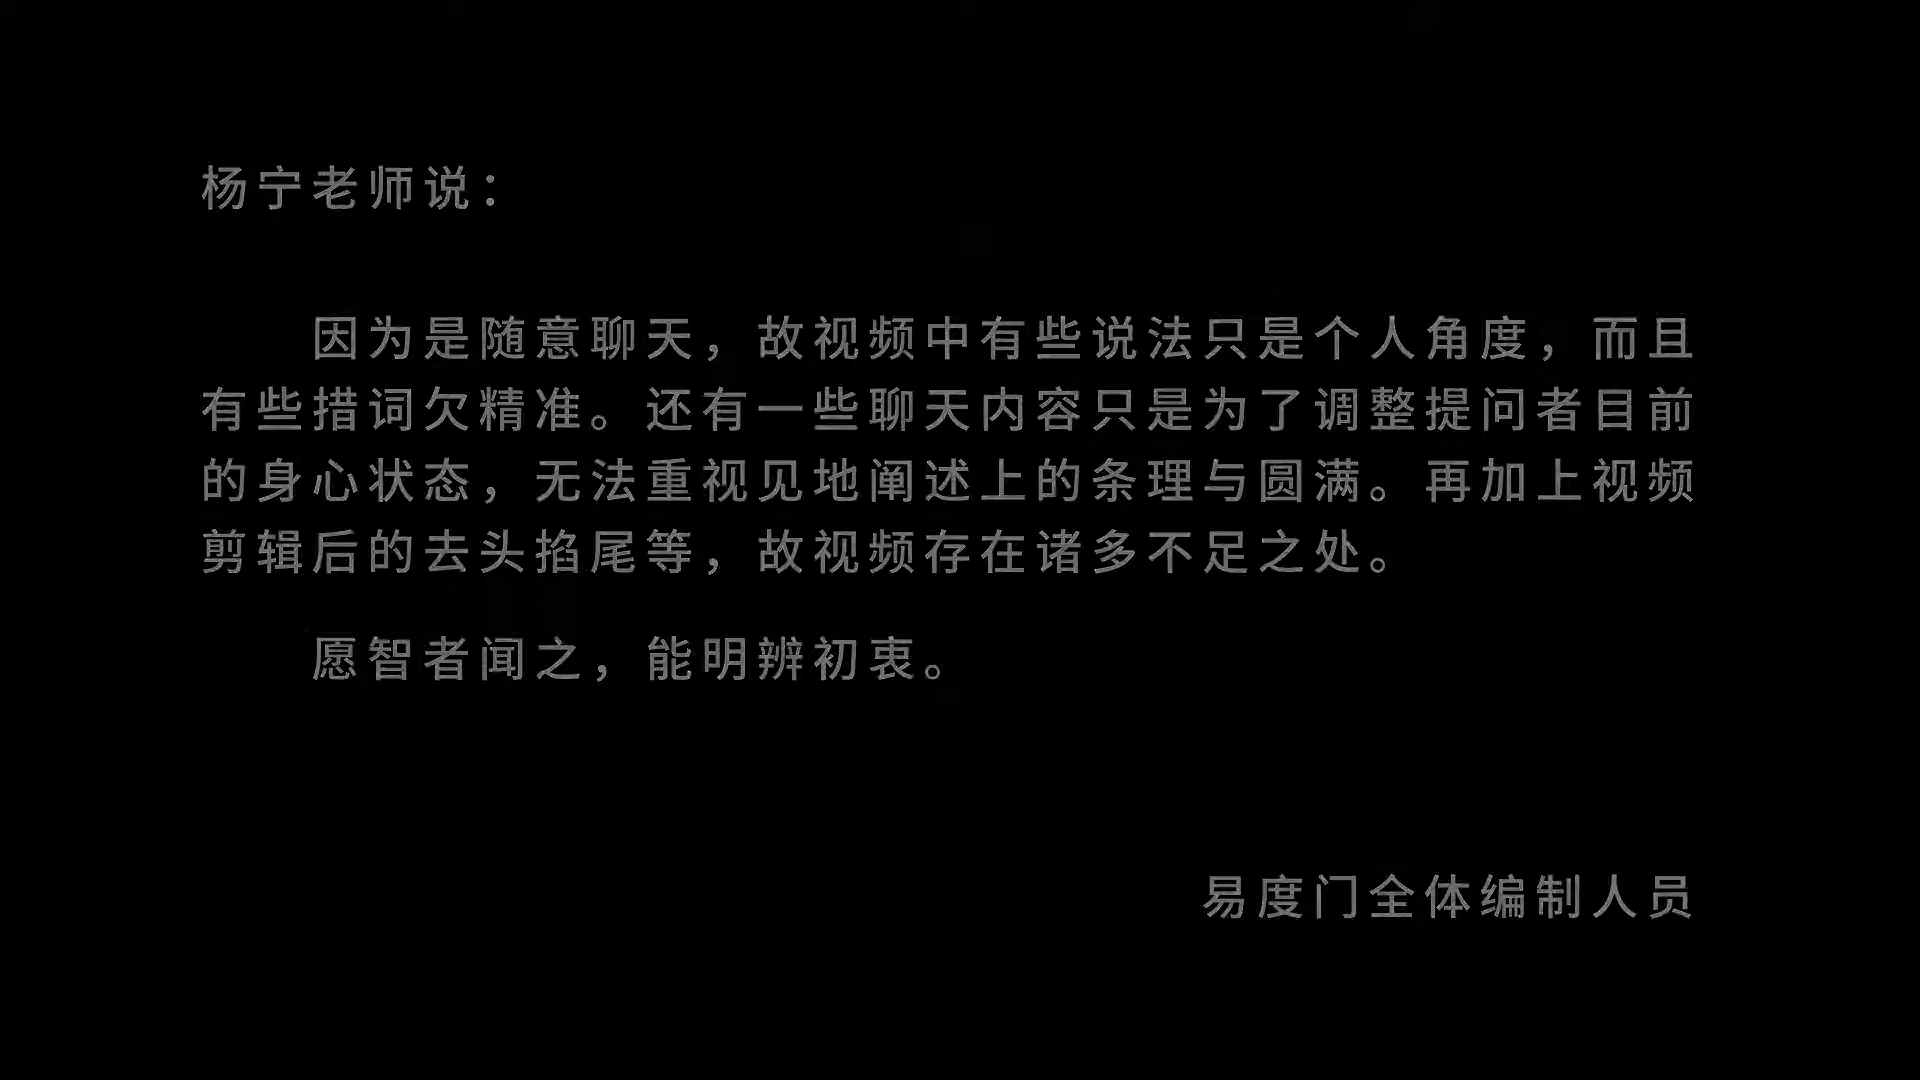 杨宁老师说：
因为是随意聊天，故视频中有些说法只是个人角度，而且
有些措词欠精准。还有一些聊天内容只是为了调整提问者目前
的身心状态，无法重视见地阐述上的条理与圆满。再加上视频
剪辑后的去头掐尾等，故视频存在诸多不足之处。
愿智者闻之，能明辨初衷。
易度门全体编制人员